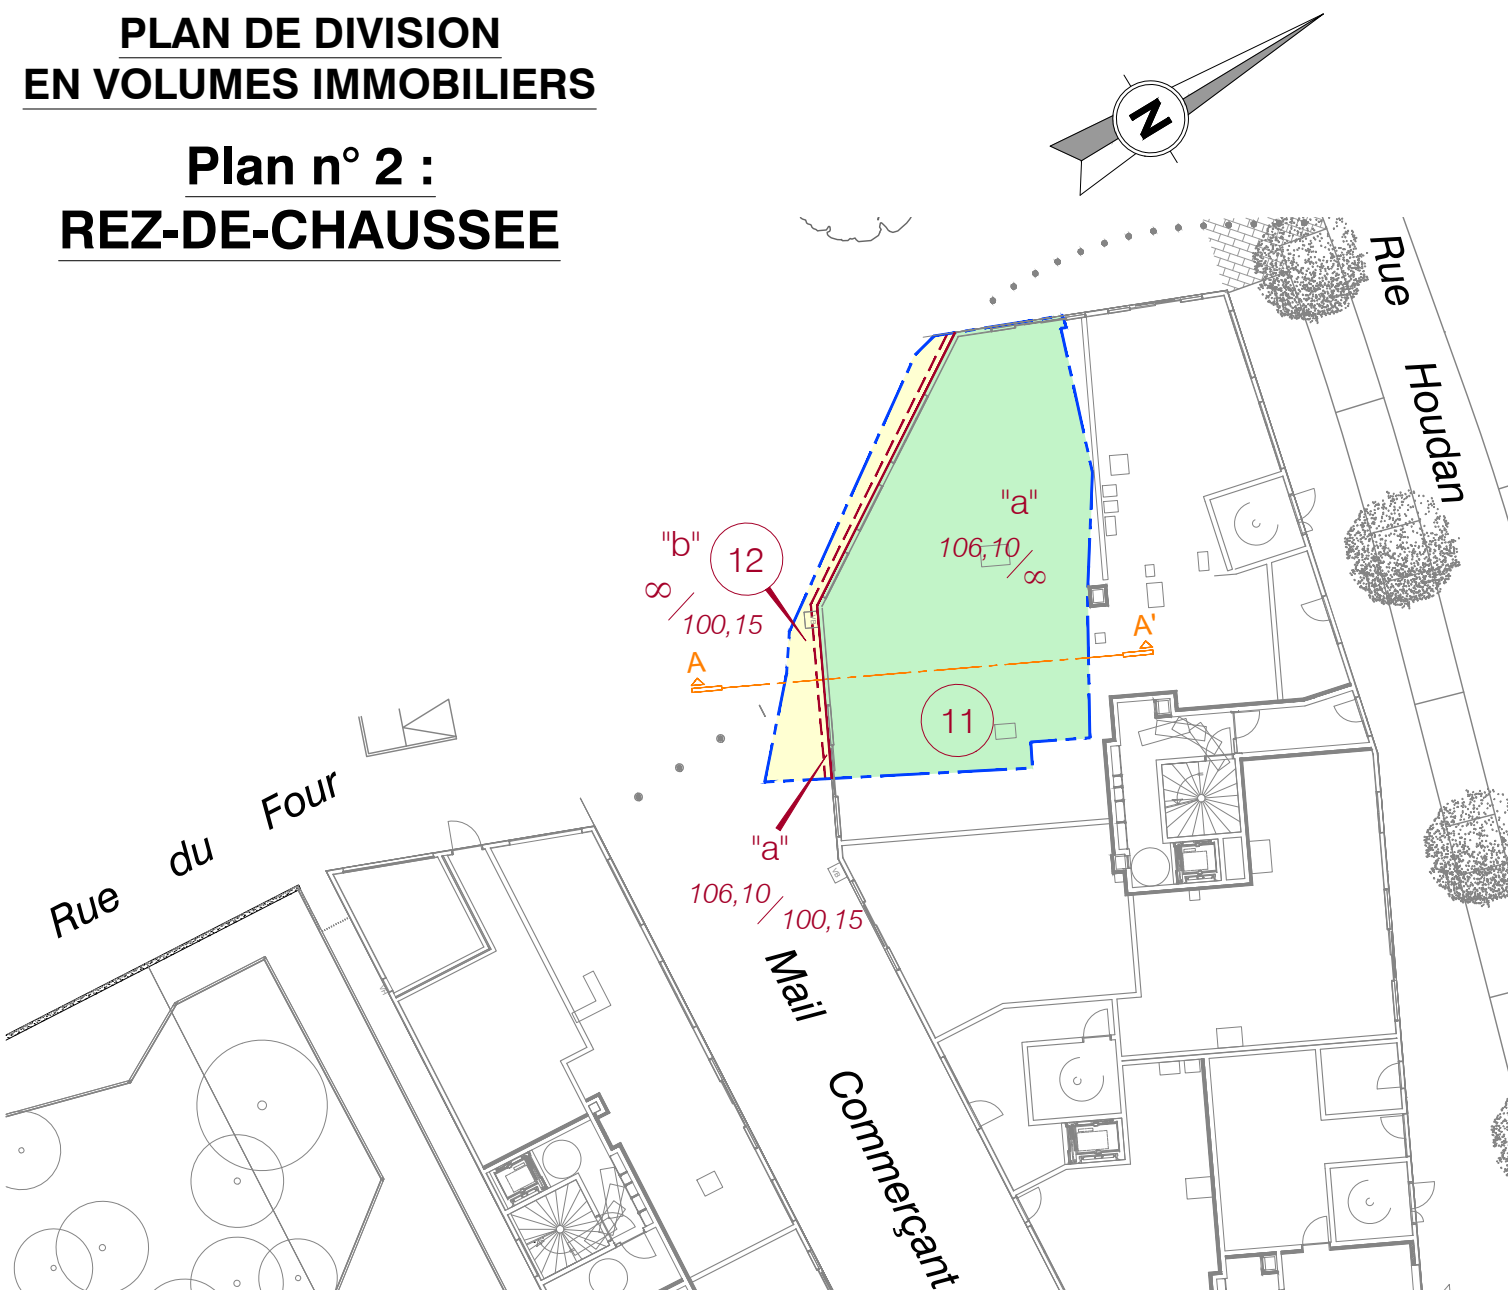 PLAN DE DIVISION
EN VOLUMES IMMOBILIERS
Plan n° 2 :
REZ-DE-CHAUSSEE
N
Rue
Houdan
"a"
106,10
∞
"b"
12
∞
100,15
A
A'
11
"a"
106,10
100,15
Rue du Four
Mail
Commerçant